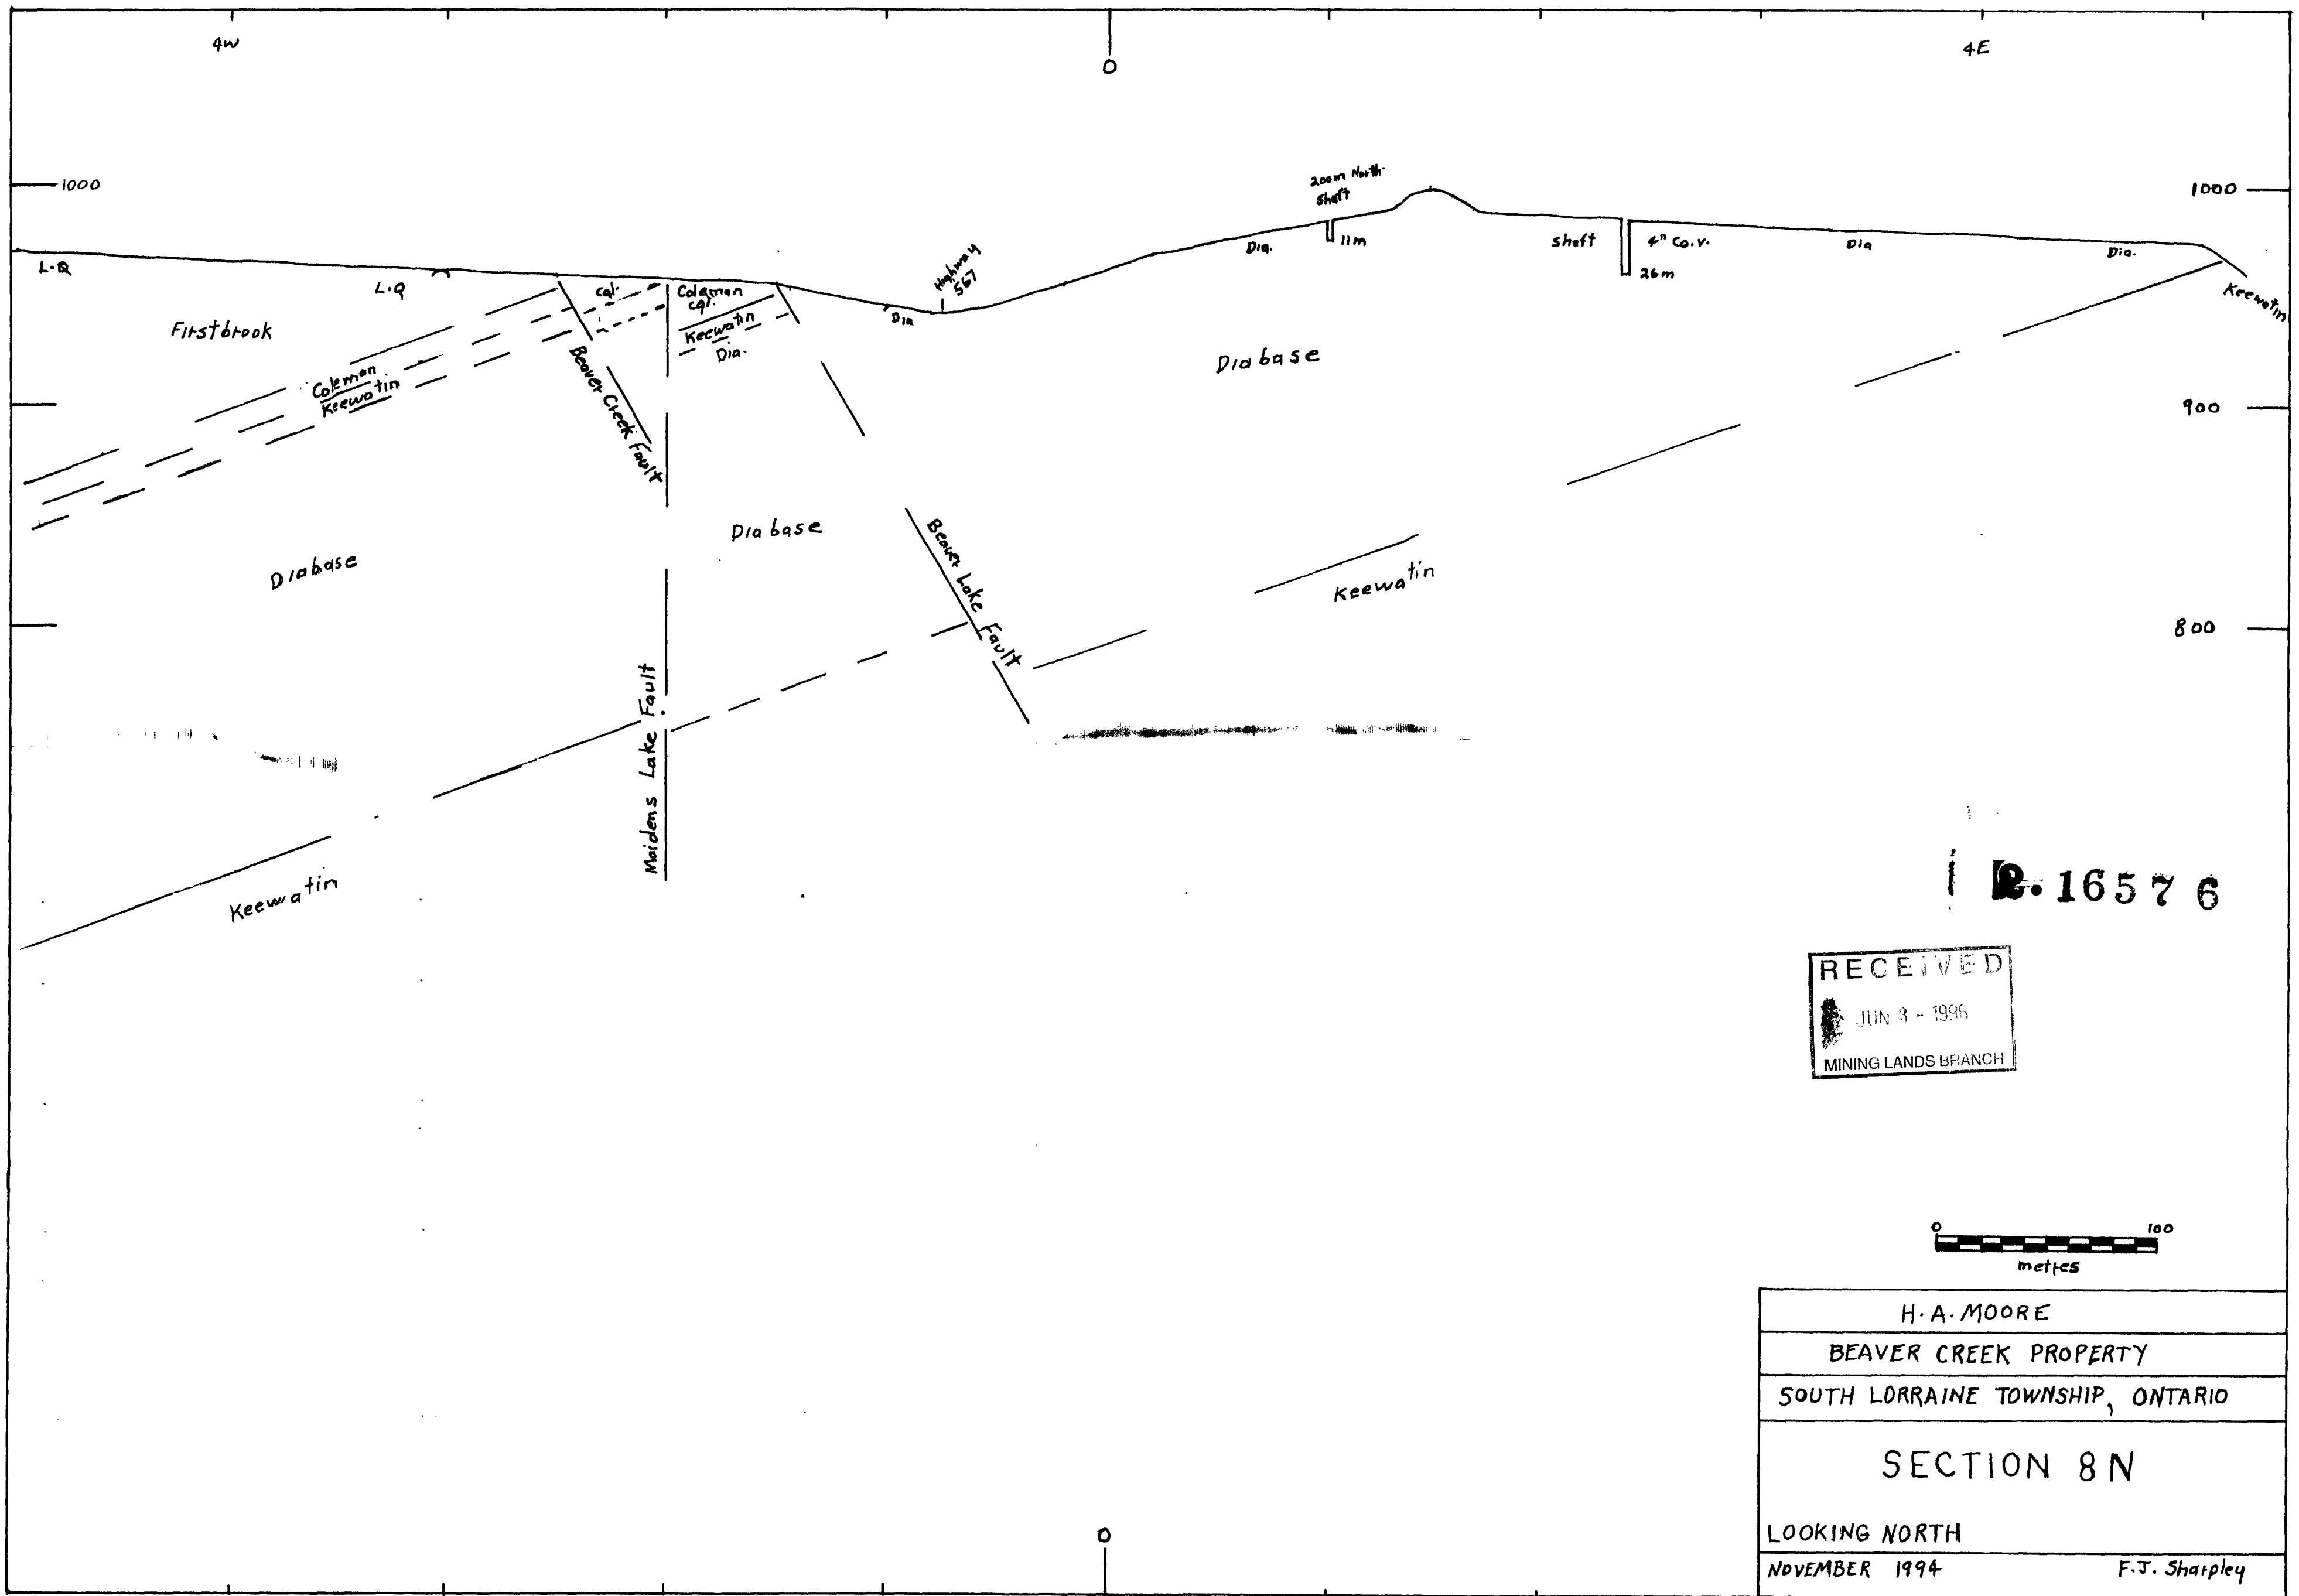 4W
0
4E
1000
1000
200m North
Shaft
11m
Shaft
4" Co.V.
26m
Dia.
Dia
Dia.
Highway
567
L.Q
L.Q
Cgl.
Coleman
cgl.
Keewatin
Dia.
Dia
Keewatin
Firstbrook
Coleman
Keewatin
Beaver Creek Fault
Diabase
900
Diabase
Diabase
Beaver Lake Fault
Keewatin
800
Maidens Lake Fault
Keewatin
2.16576
RECEIVED
JUN 3 - 1996
MINING LANDS BRANCH
0 100
metres
H.A. MOORE
BEAVER CREEK PROPERTY
SOUTH LORRAINE TOWNSHIP, ONTARIO
SECTION 8N
LOOKING NORTH
NOVEMBER 1994 F.J. Sharpley
0